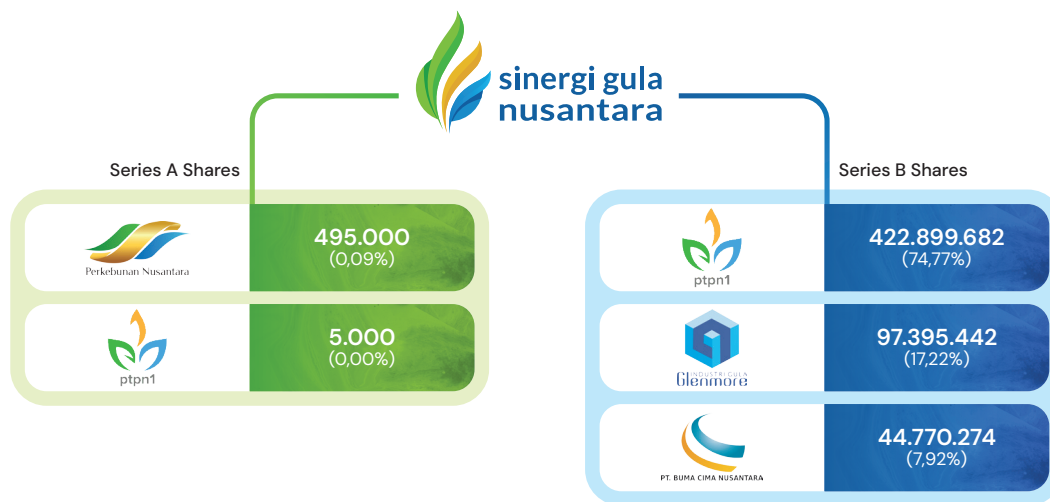 sinergi gula
nusantara
Series A Shares
Perkebunan Nusantara
495.000
(0,09%)
ptpn1
5.000
(0,00%)
Series B Shares
ptpn1
422.899.682
(74,77%)
INDUSTRI GULA
Glenmore
97.395.442
(17,22%)
PT. BUMA CIMA NUSANTARA
44.770.274
(7,92%)